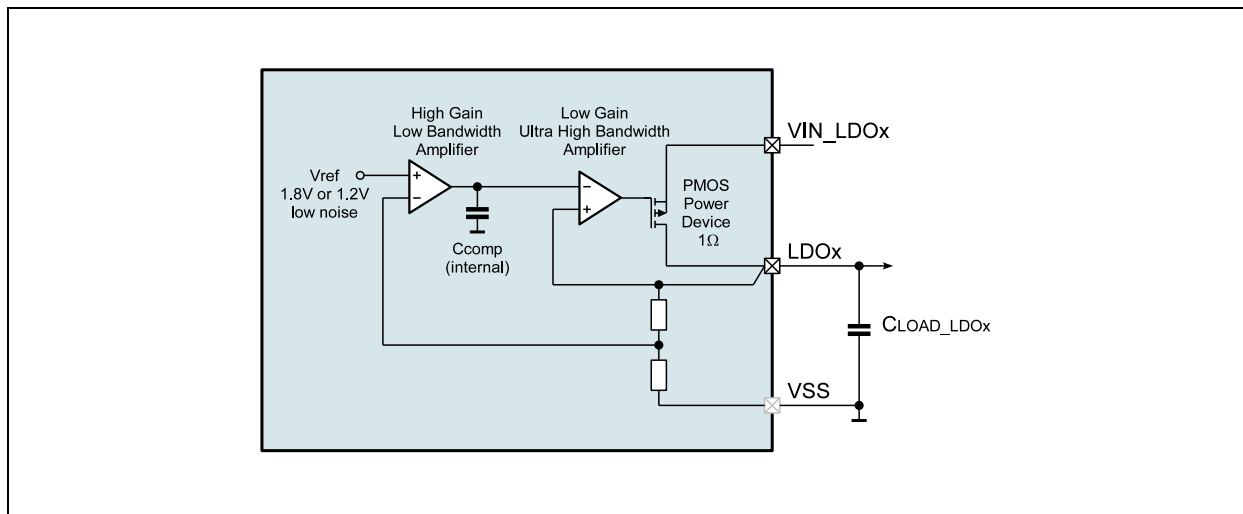 High Gain
Low Bandwidth
Amplifier
Low Gain
Ultra High Bandwidth
Amplifier
VIN_LDOx
Vref
1.8V or 1.2V
low noise
+
−
−
+
PMOS
Power
Device
1Ω
Ccomp
(internal)
LDOx
CLOAD_LDOx
VSS